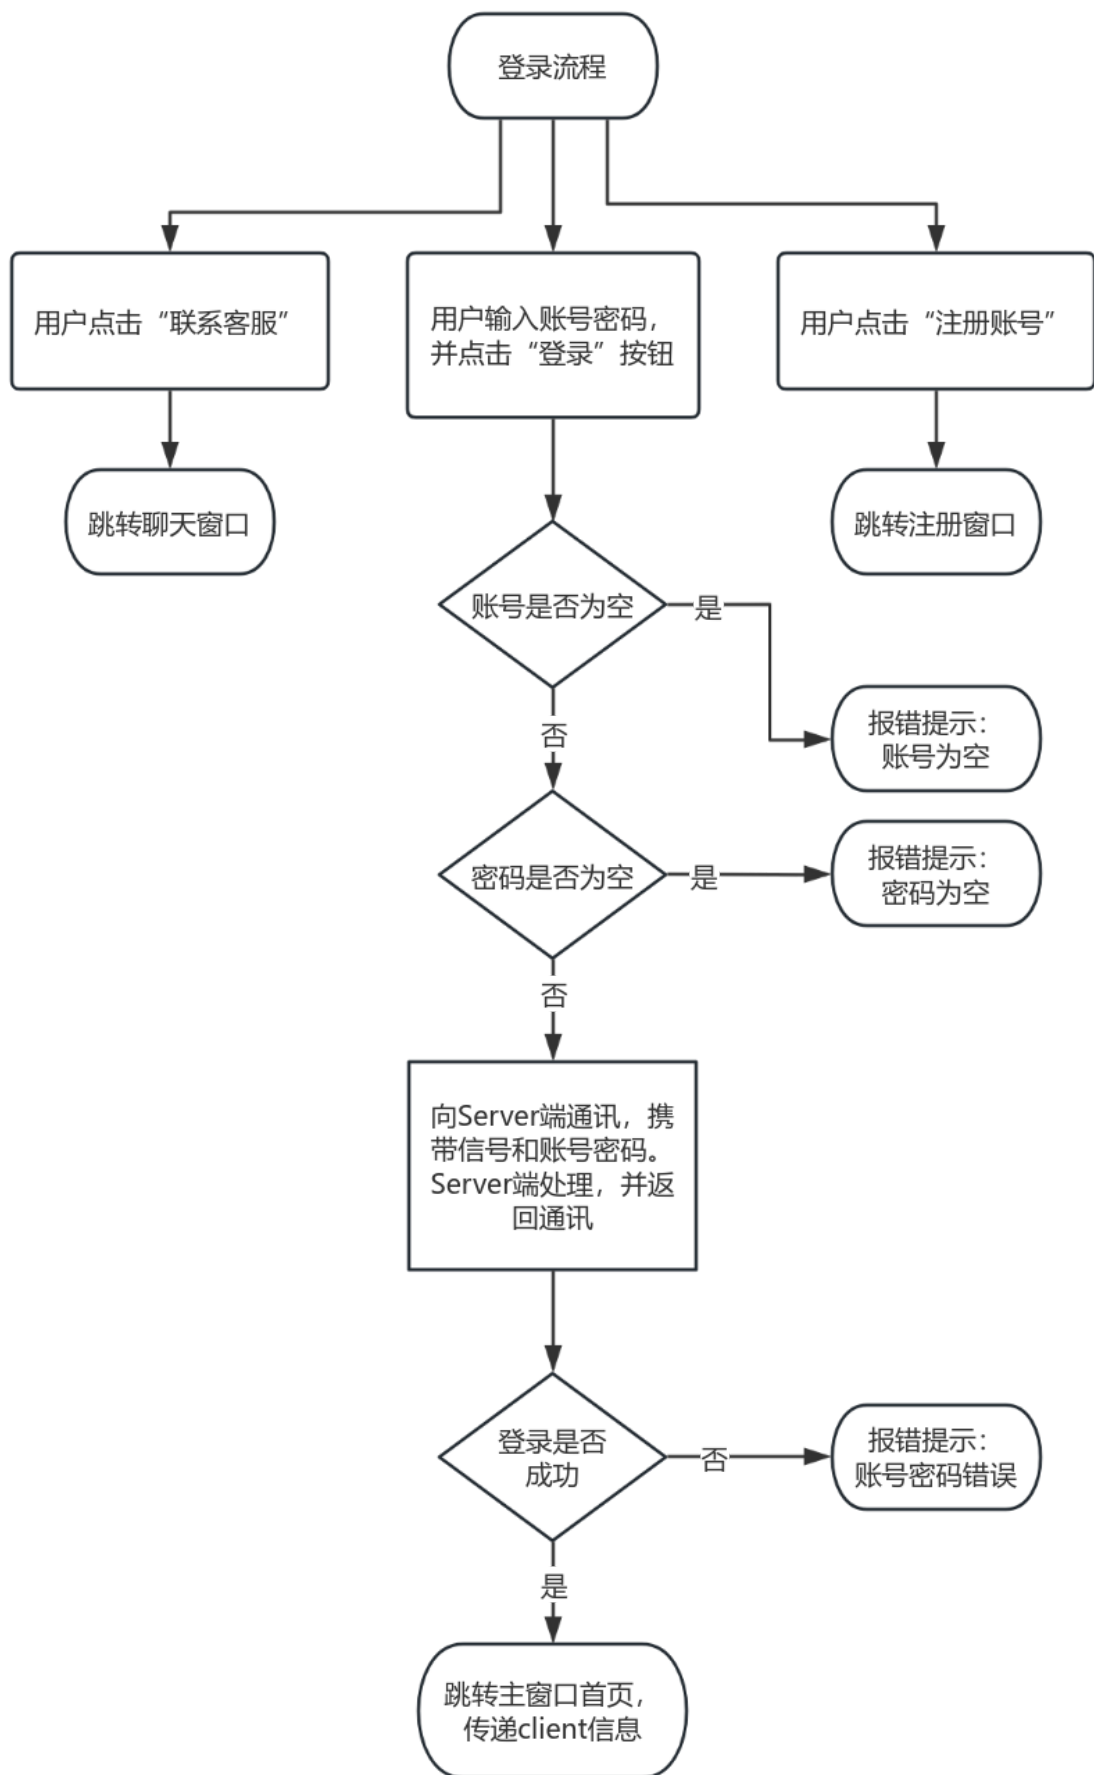 登录流程
用户点击“联系客服”
用户输入账号密码，
并点击“登录”按钮
用户点击“注册账号”
跳转聊天窗口
跳转注册窗口
账号是否为空
是
报错提示：
账号为空
否
密码是否为空
是
报错提示：
密码为空
否
向Server端通讯，携
带信号和账号密码。
Server端处理，并返
回通讯
登录是否
成功
否
报错提示：
账号密码错误
是
跳转主窗口首页，
传递client信息